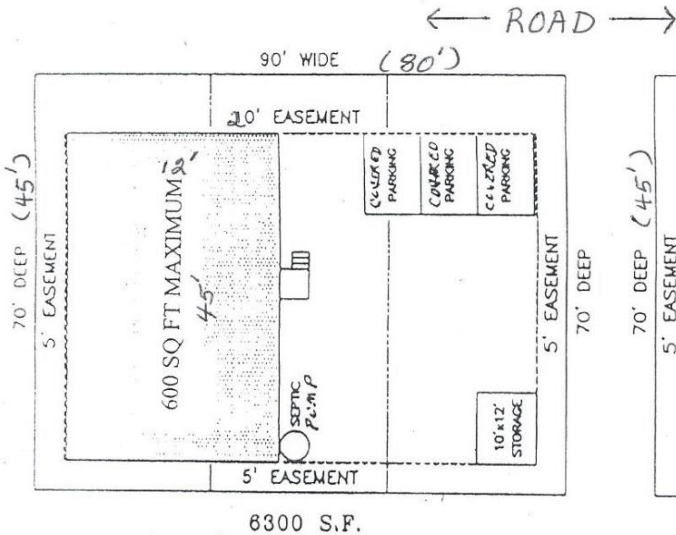 ← ROAD →
90' WIDE (80')
20' EASEMENT
70' DEEP (45')
5' EASEMENT
600 SQ FT MAXIMUM 12'
45'
COVERED
PARKING
COVERED
PARKING
COVERED
PARKING
SEPTIC
PUMP
10'x12'
STORAGE
5' EASEMENT
70' DEEP
70' DEEP (45')
5' EASEMENT
5' EASEMENT
6300 S.F.